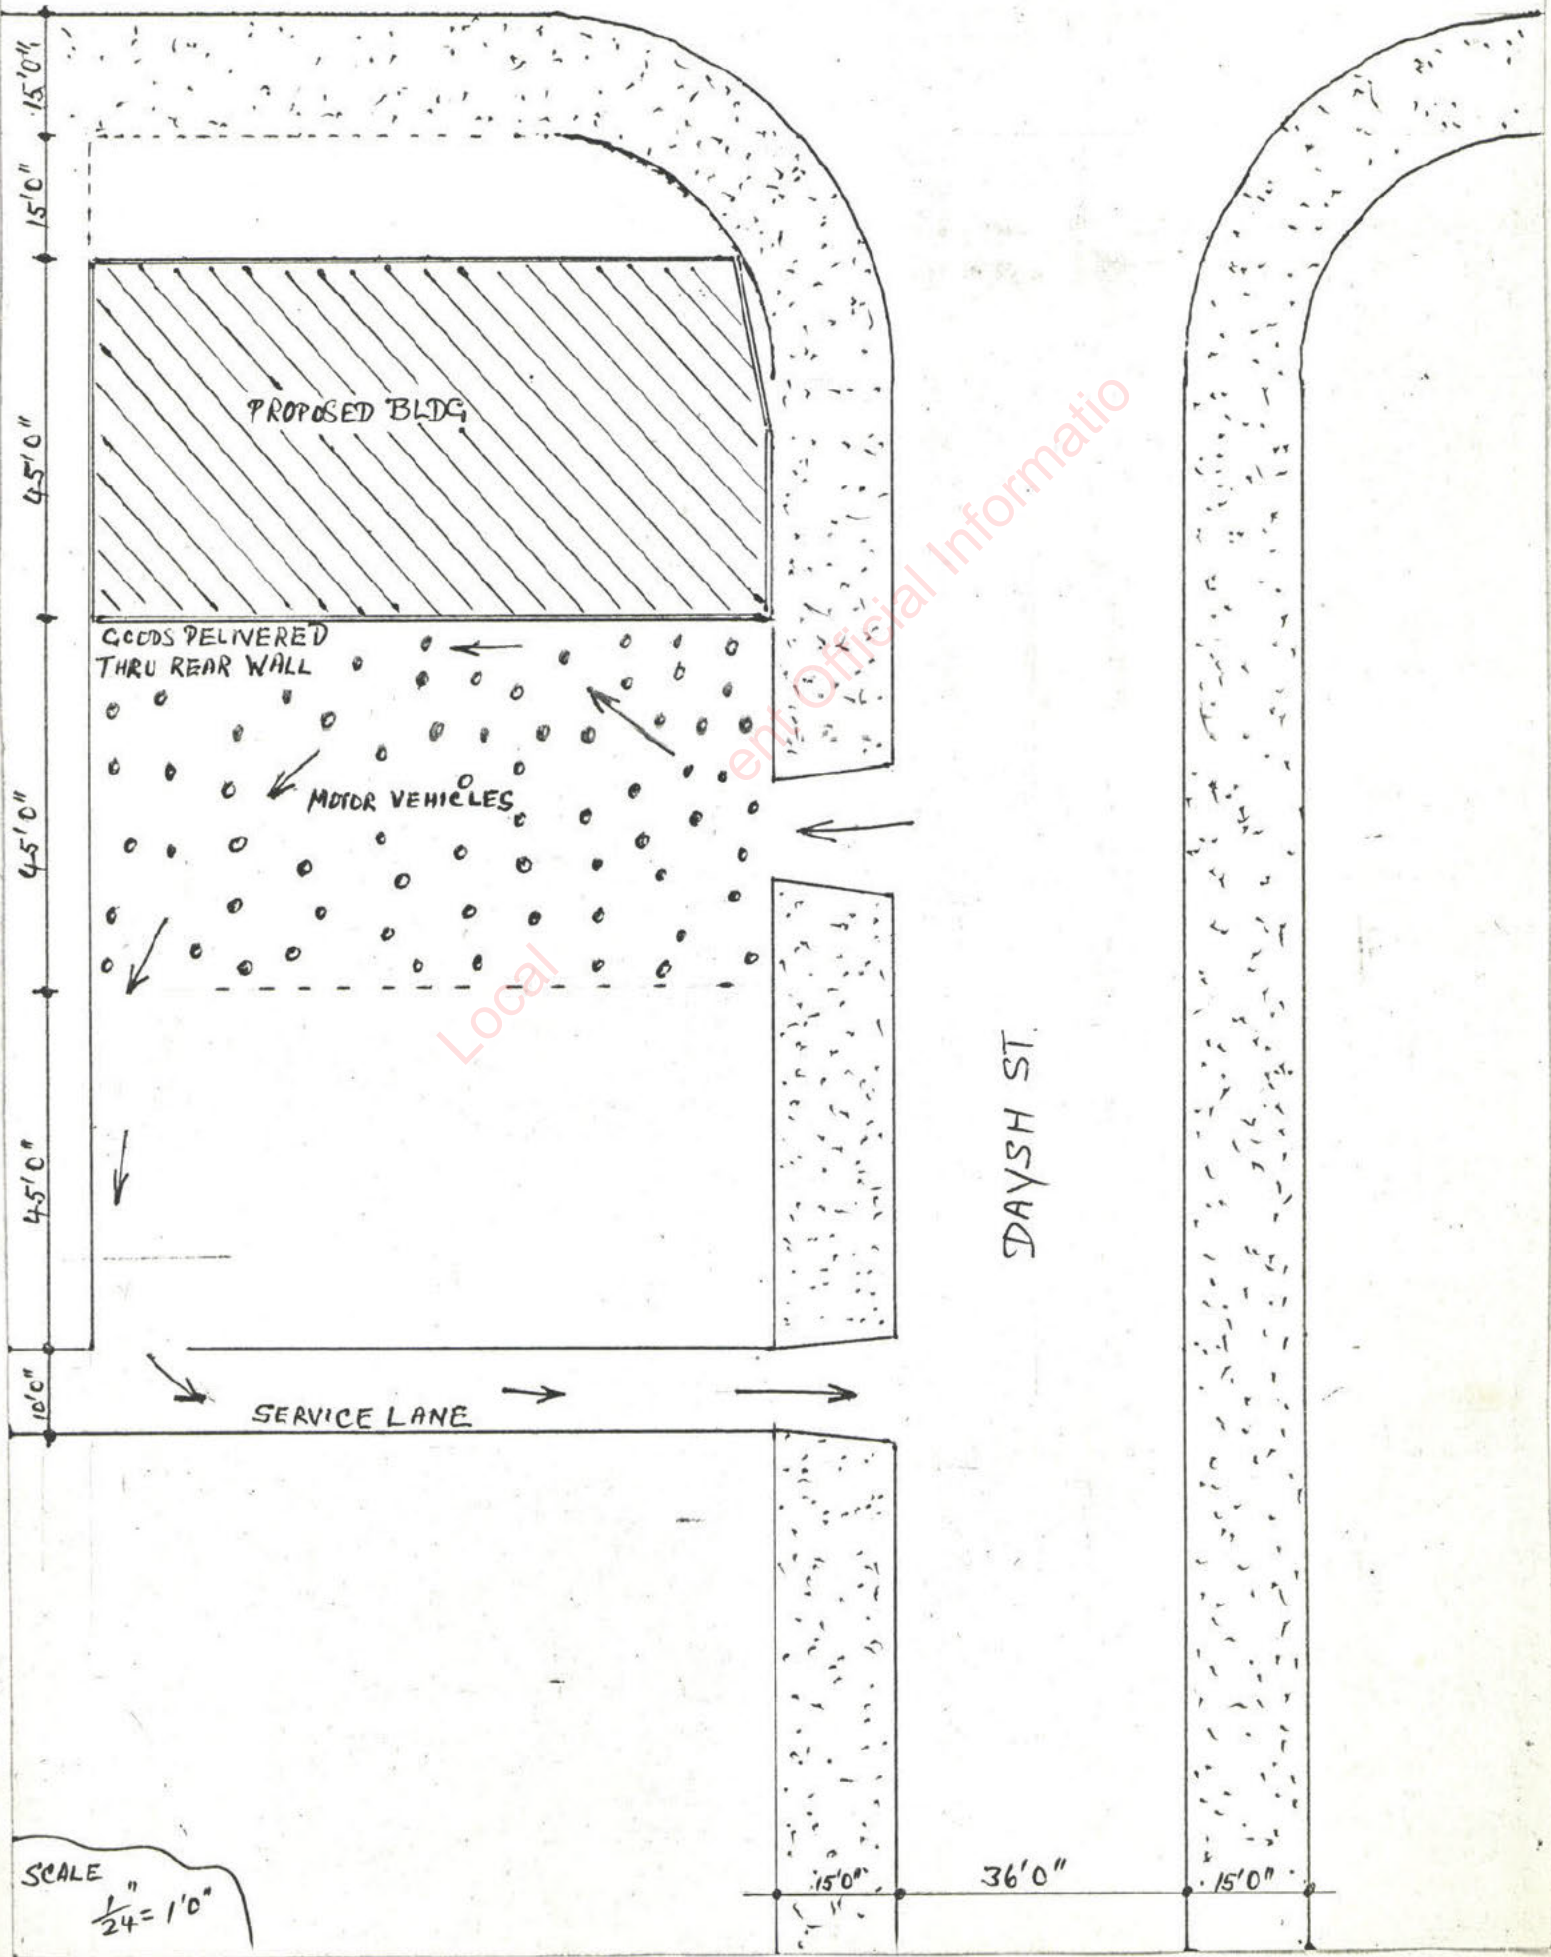 15'0"
15'0"
45'0"
PROPOSED BLDG
GOODS DELIVERED
THRU REAR WALL
45'0"
MOTOR VEHICLES
45'0"
DAYSH ST.
10'0"
SERVICE LANE
SCALE
1/24" = 1'0"
15'0"
36'0"
15'0"
Local
ent Official Informatio